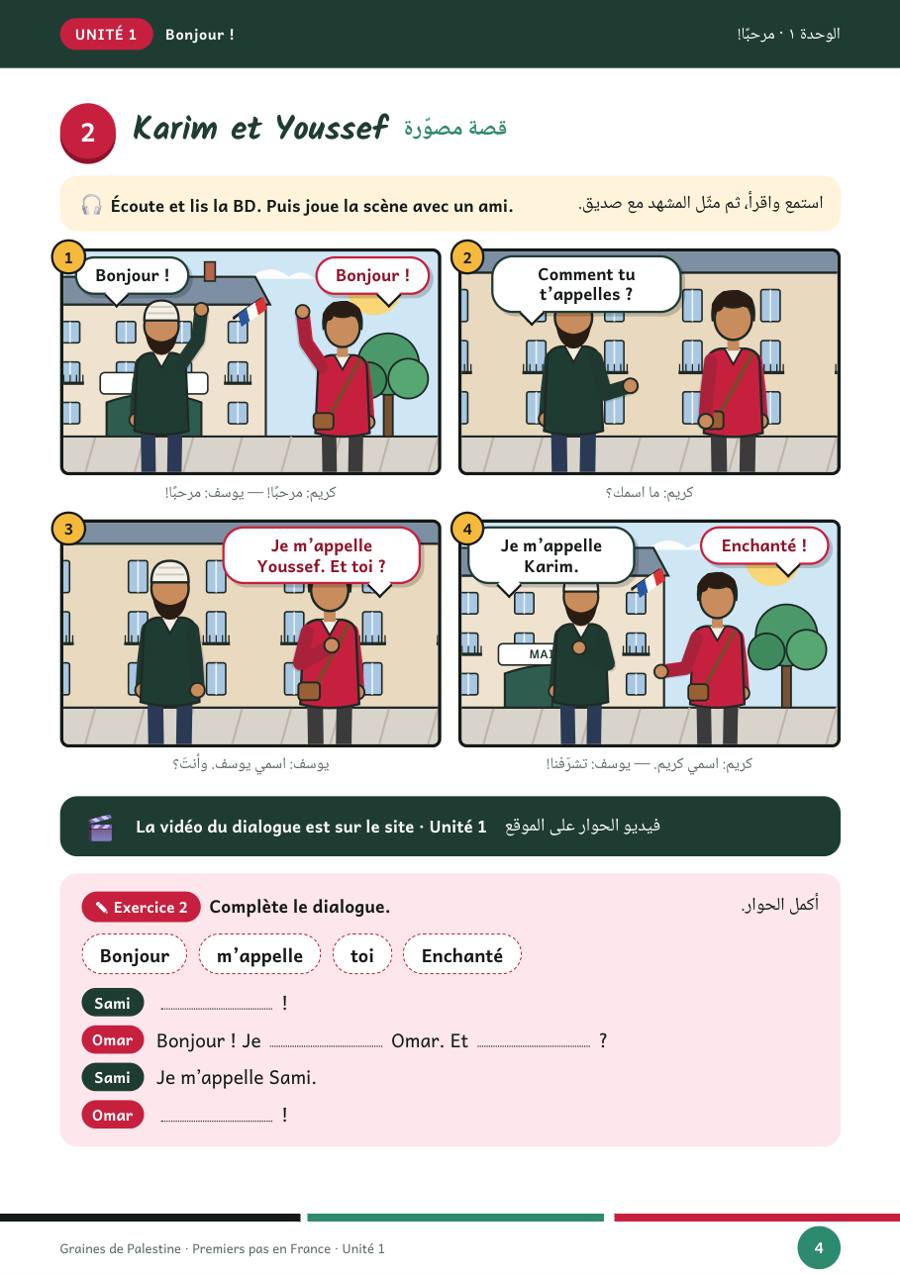 UNITÉ 1 Bonjour !
الوحدة ١ · مرحبًا!
2 Karim et Youssef قصة مصوّرة
Écoute et lis la BD. Puis joue la scène avec un ami.
استمع واقرأ، ثم مثّل المشهد مع صديق.
1
Bonjour !
Bonjour !
كريم: مرحبًا! — يوسف: مرحبًا!
2
Comment tu
t’appelles ?
كريم: ما اسمك؟
3
Je m’appelle
Youssef. Et toi ?
يوسف: اسمي يوسف. وأنتَ؟
4
Je m’appelle
Karim.
Enchanté !
MAI
كريم: اسمي كريم. — يوسف: تشرّفنا!
La vidéo du dialogue est sur le site · Unité 1 فيديو الحوار على الموقع
Exercice 2 Complète le dialogue.
أكمل الحوار.
Bonjour m’appelle toi Enchanté
Sami ............ !
Omar Bonjour ! Je ............ Omar. Et ............ ?
Sami Je m’appelle Sami.
Omar ............ !
Graines de Palestine · Premiers pas en France · Unité 1
4